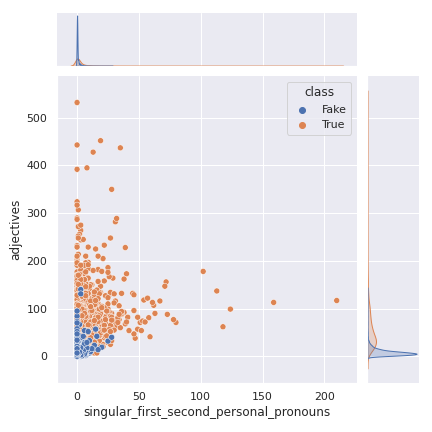 class
Fake
True
500
400
300
200
100
0
adjectives
0 50 100 150 200
singular_first_second_personal_pronouns